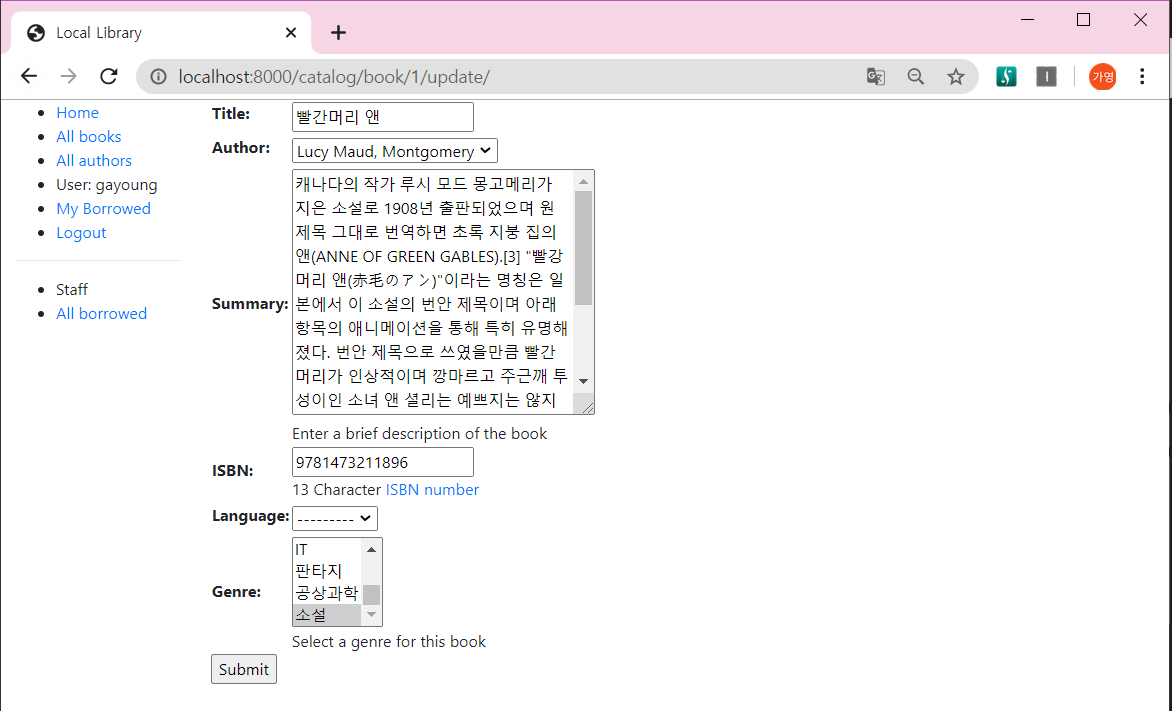 Local Library
localhost:8000/catalog/book/1/update/
가영
Home
All books
All authors
User: gayoung
My Borrowed
Logout
Staff
All borrowed
Title: 빨간머리 앤
Author: Lucy Maud, Montgomery
Summary:
캐나다의 작가 루시 모드 몽고메리가
지은 소설로 1908년 출판되었으며 원
제목 그대로 번역하면 초록 지붕 집의
앤(ANNE OF GREEN GABLES).[3] "빨강
머리 앤(赤毛のアン)"이라는 명칭은 일
본에서 이 소설의 번안 제목이며 아래
항목의 애니메이션을 통해 특히 유명해
졌다. 번안 제목으로 쓰였을만큼 빨간
머리가 인상적이며 깡마르고 주근깨 투
성이인 소녀 앤 셜리는 예쁘지는 않지
Enter a brief description of the book
ISBN: 9781473211896
13 Character ISBN number
Language: ---------
Genre:
IT
판타지
공상과학
소설
Select a genre for this book
Submit